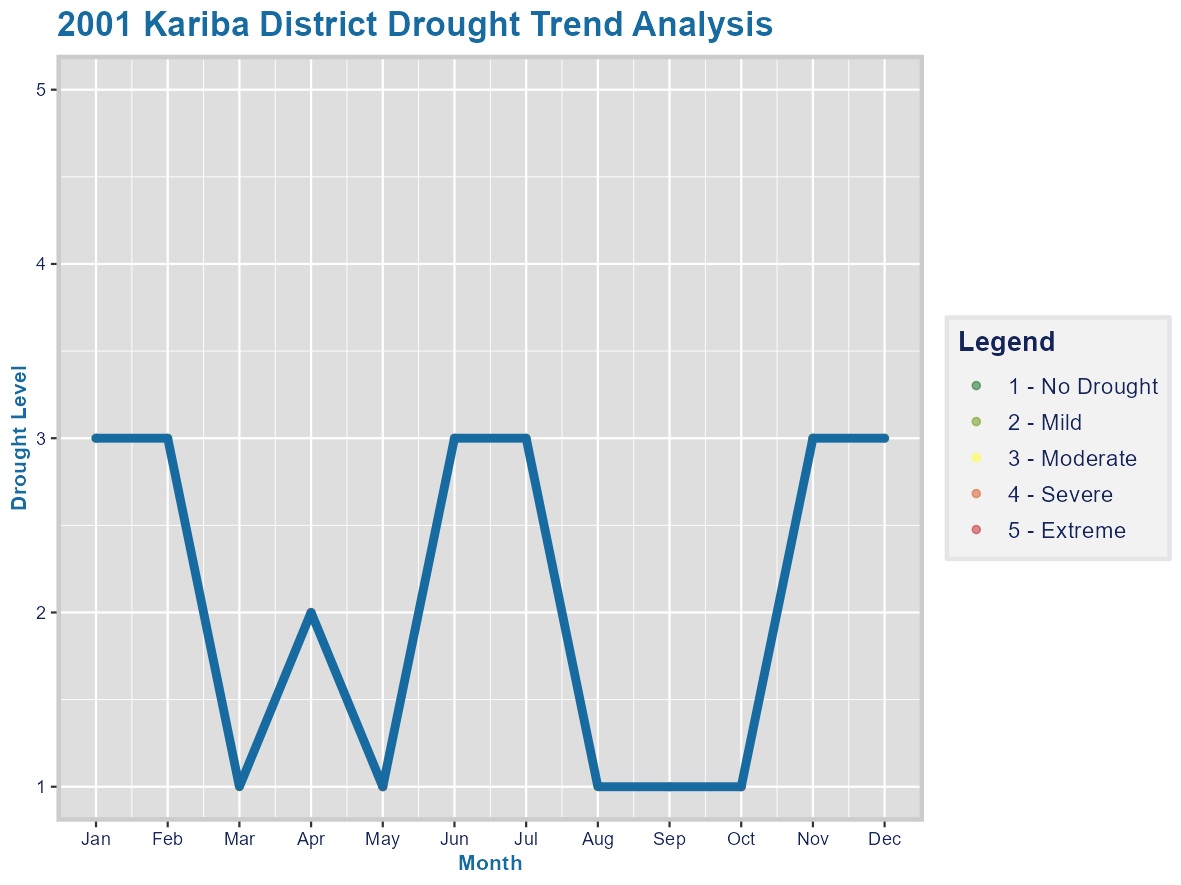 2001 Kariba District Drought Trend Analysis
5
4
3
2
1
Drought Level
Jan Feb Mar Apr May Jun Jul Aug Sep Oct Nov Dec
Month
Legend
1 - No Drought
2 - Mild
3 - Moderate
4 - Severe
5 - Extreme